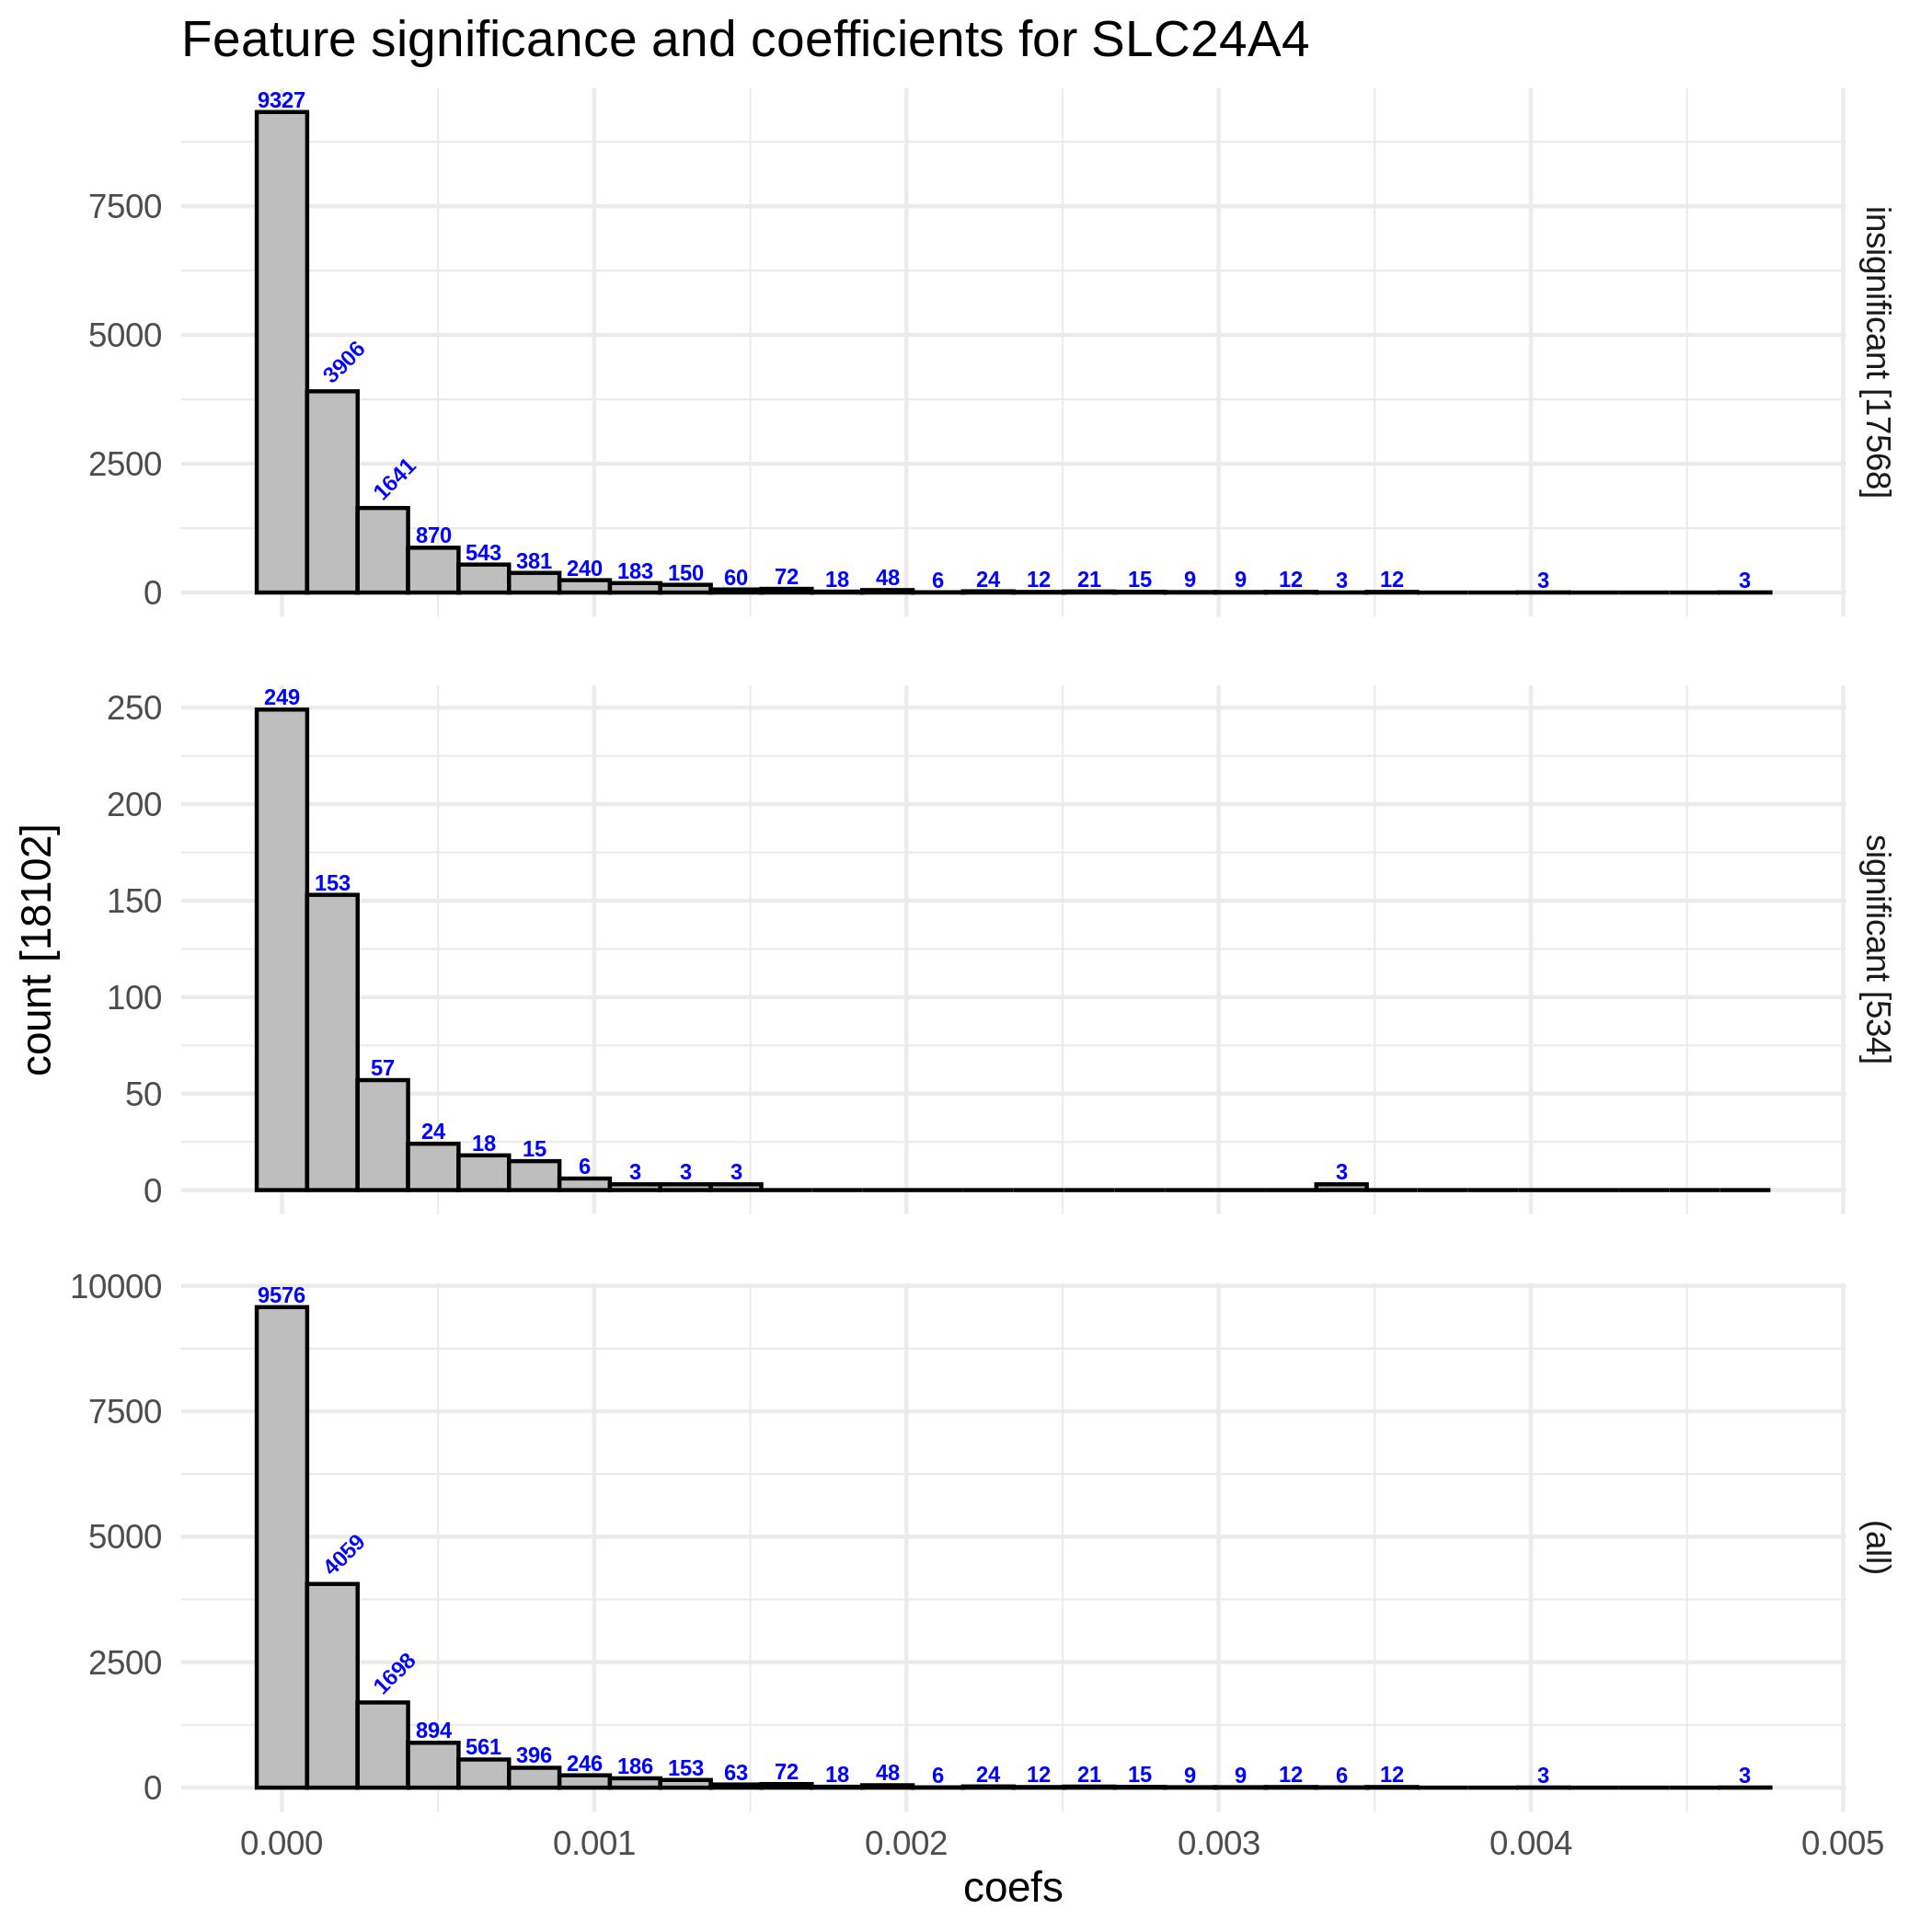 Feature significance and coefficients for SLC24A4
9327
3906
1641
870 543 381 240 183 150 60 72 18 48 6 24 12 21 15 9 9 12 3 12 3 3
7500
5000
2500
0
insignificant [17568]
249
153
57
24 18 15 6 3 3 3 3
250
200
150
100
50
0
significant [534]
count [18102]
9576
4059
1698
894 561 396 246 186 153 63 72 18 48 6 24 12 21 15 9 9 12 6 12 3 3
10000
7500
5000
2500
0
(all)
0.000 0.001 0.002 0.003 0.004 0.005
coefs